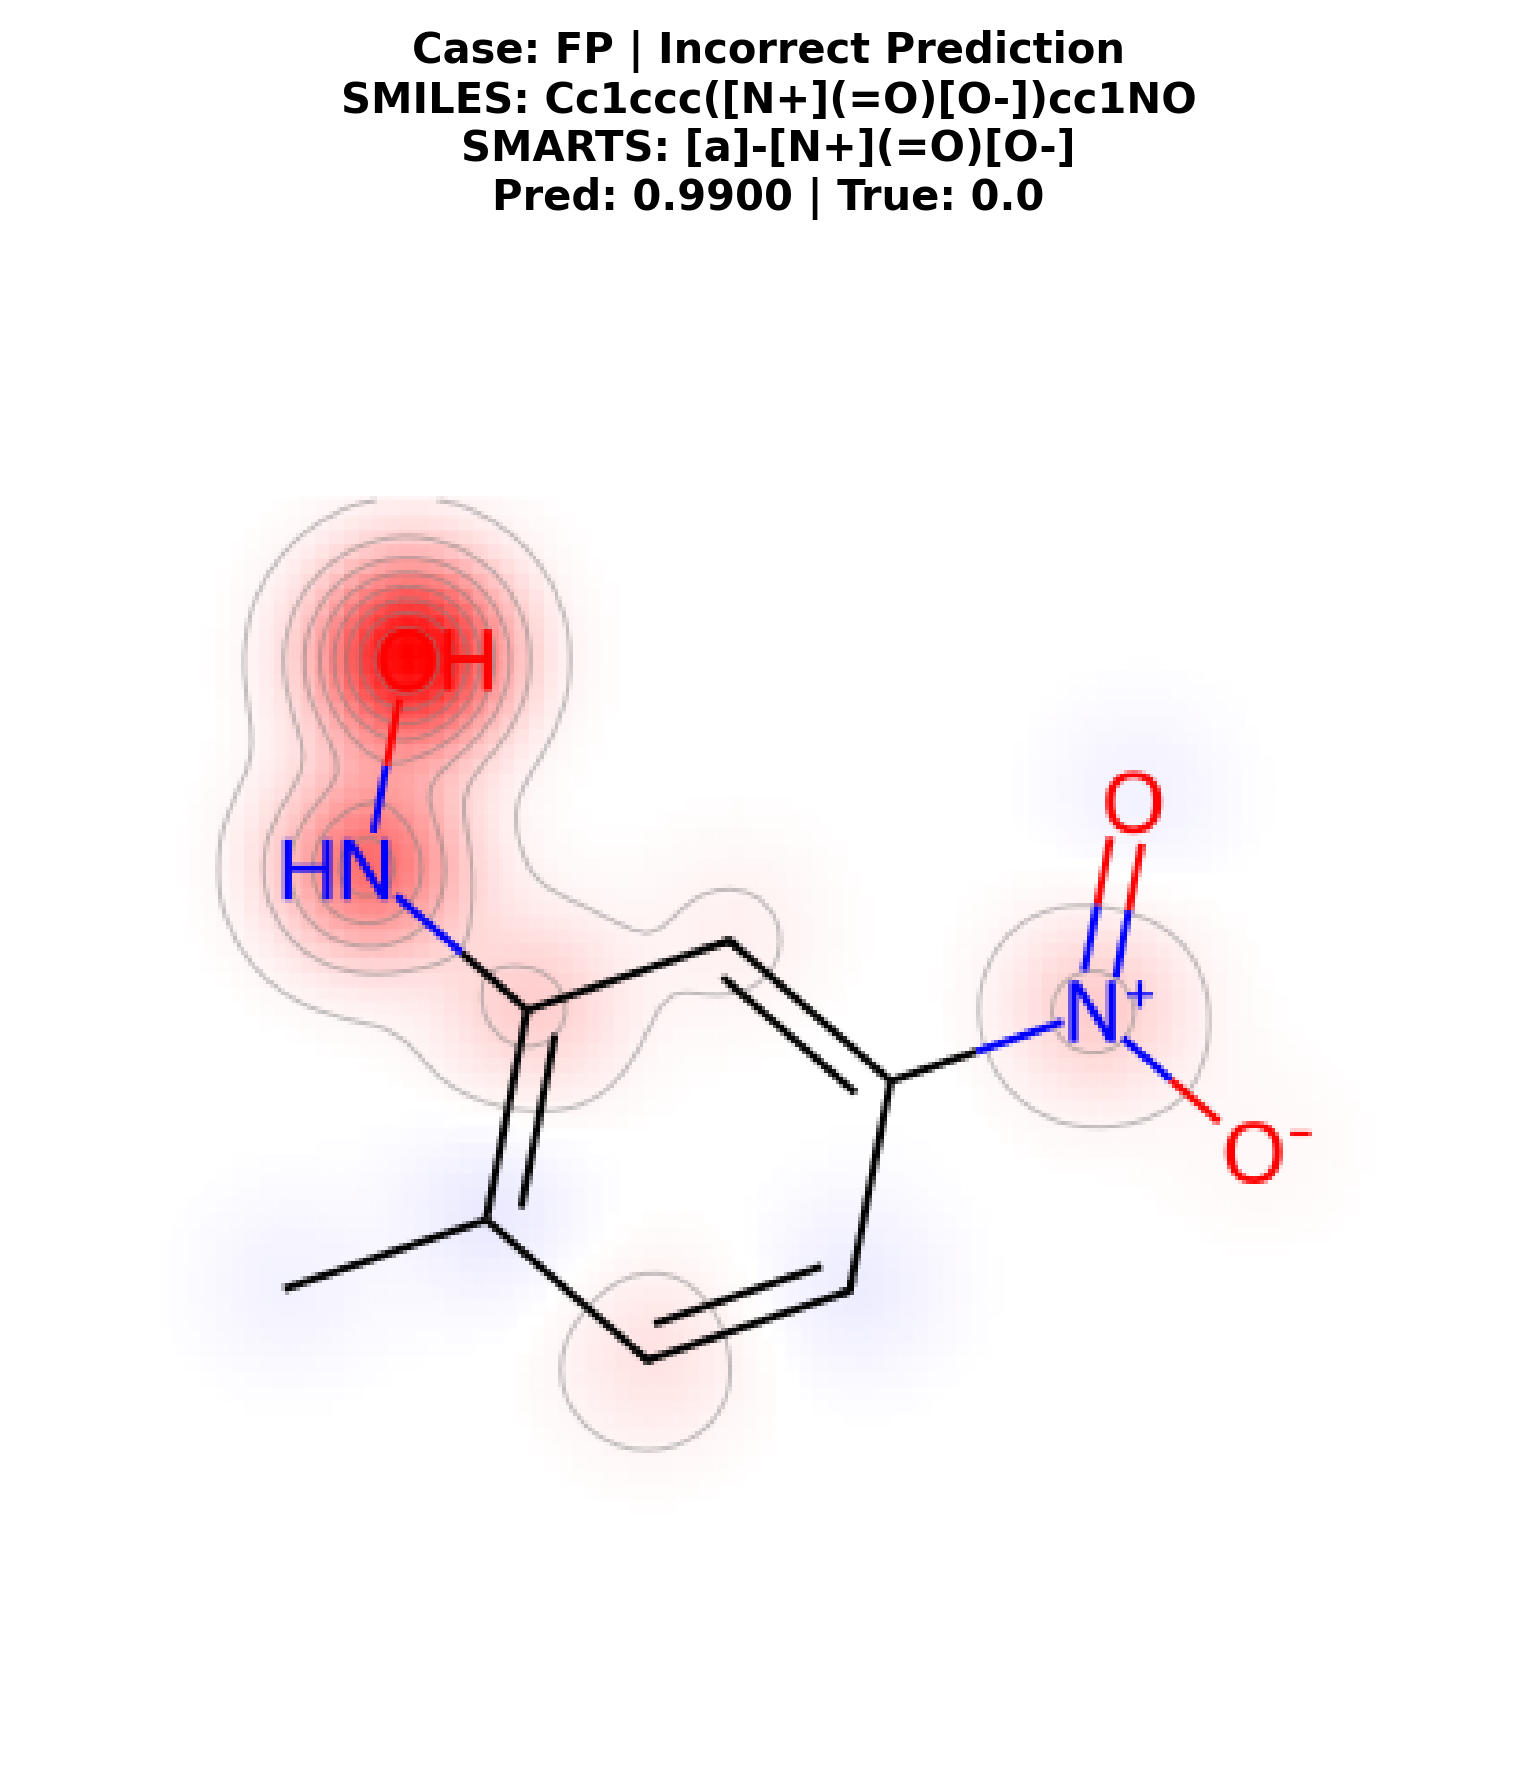 Case: FP | Incorrect Prediction
SMILES: Cc1ccc([N+](=O)[O-])cc1NO
SMARTS: [a]-[N+](=O)[O-]
Pred: 0.9900 | True: 0.0
OH
O
HN
N+
O−